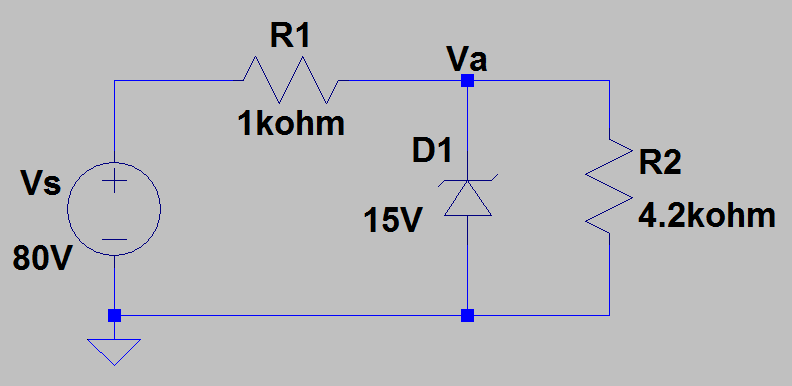 R1
1kohm
Va
D1
15V
R2
4.2kohm
Vs
80V